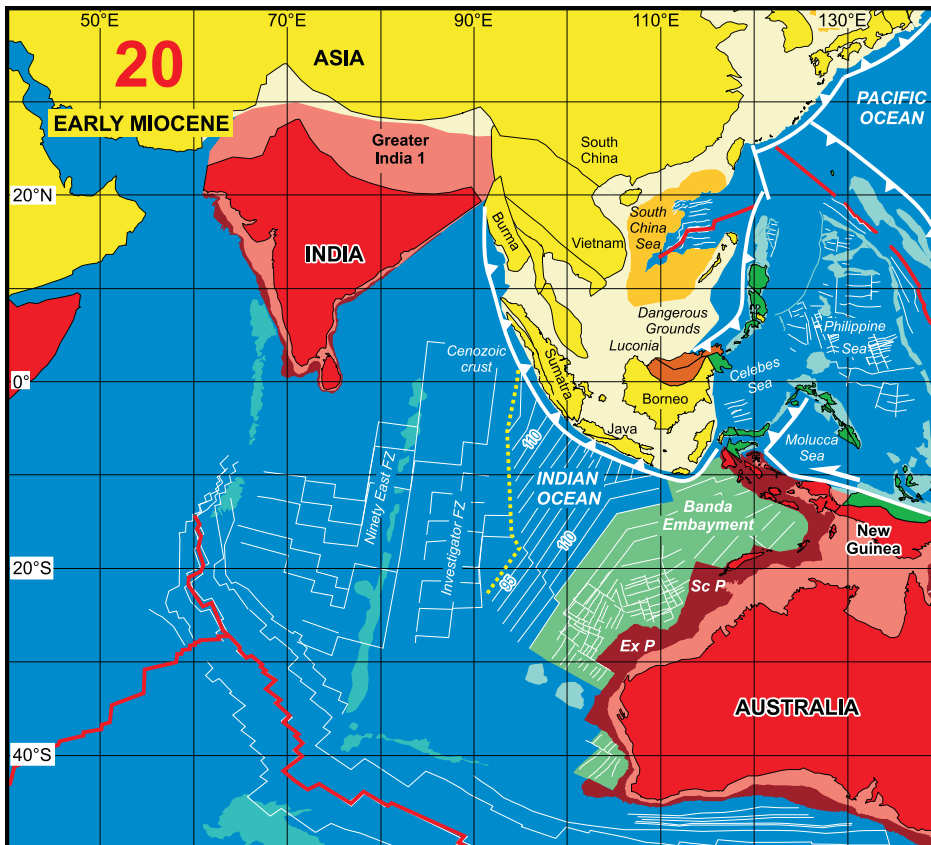 50°E
70°E
90°E
110°E
130°E
20
EARLY MIOCENE
ASIA
PACIFIC
OCEAN
Greater
India 1
South
China
20°N
South
China
Sea
Burma
Vietnam
INDIA
Dangerous
Grounds
Luconia
Philippine
Sea
Cenozoic
crust
Celebes
Sea
0°
Sumatra
Borneo
Java
Molucca
Sea
110
INDIAN
OCEAN
Ninety East FZ
Investigator FZ
110
95
Banda
Embayment
New
Guinea
20°S
Sc P
Ex P
AUSTRALIA
40°S